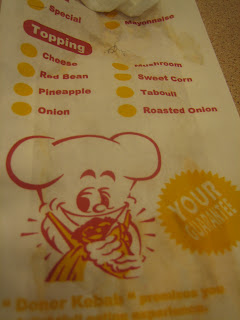 Special Mayonnaise
Topping
Cheese Mushroom
Red Bean Sweet Corn
Pineapple Tabouli
Onion Roasted Onion
YOUR
GUARANTEE
" Doner Kebab " promises you